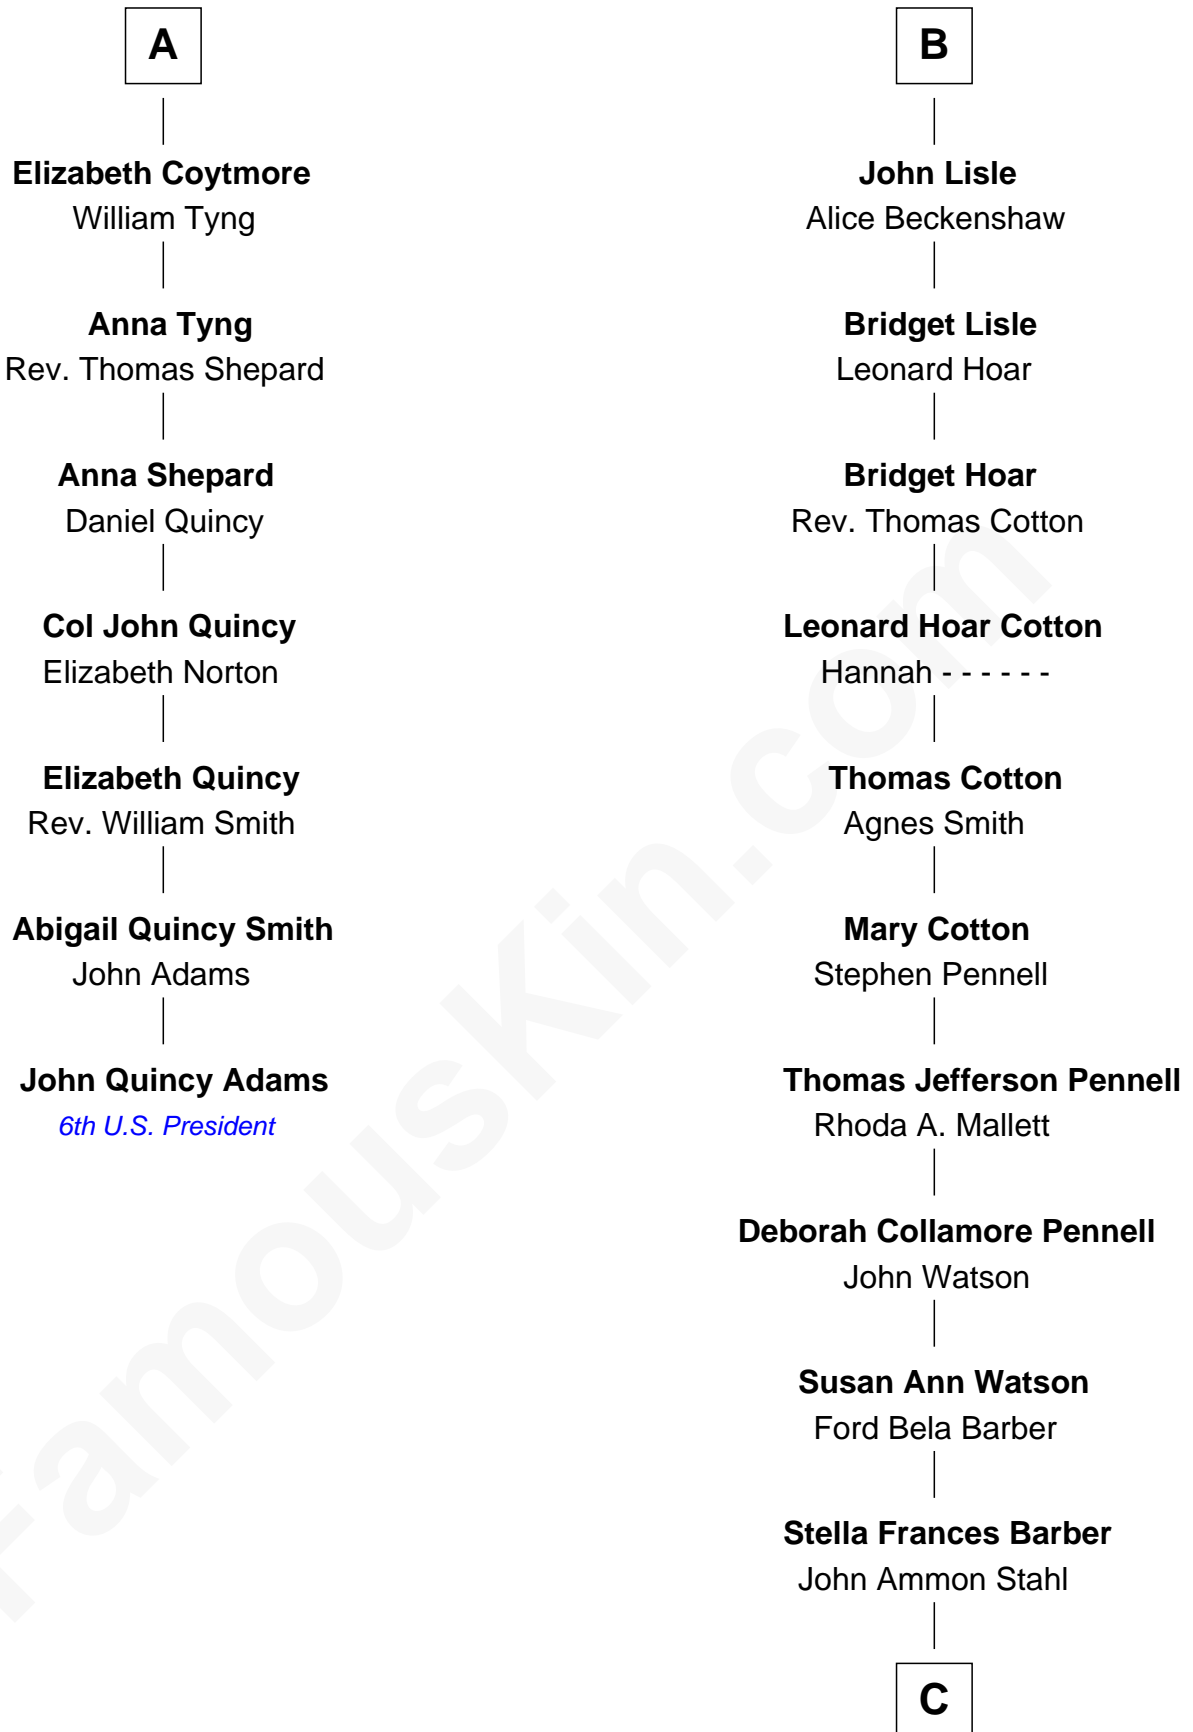 A
Elizabeth Coytmore
William Tyng
Anna Tyng
Rev. Thomas Shepard
Anna Shepard
Daniel Quincy
Col John Quincy
Elizabeth Norton
Elizabeth Quincy
Rev. William Smith
Abigail Quincy Smith
John Adams
John Quincy Adams
6th U.S. President
B
John Lisle
Alice Beckenshaw
Bridget Lisle
Leonard Hoar
Bridget Hoar
Rev. Thomas Cotton
Leonard Hoar Cotton
Hannah - - - - - -
Thomas Cotton
Agnes Smith
Mary Cotton
Stephen Pennell
Thomas Jefferson Pennell
Rhoda A. Mallett
Deborah Collamore Pennell
John Watson
Susan Ann Watson
Ford Bela Barber
Stella Frances Barber
John Ammon Stahl
C
FamousKin.com